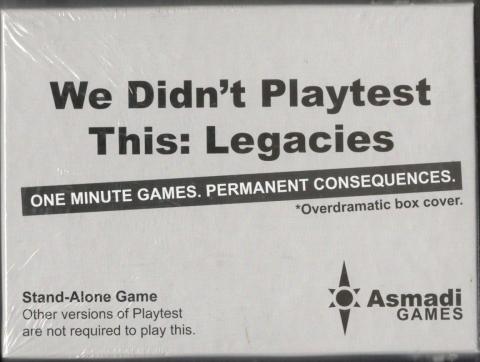 We Didn't Playtest
This: Legacies
ONE MINUTE GAMES. PERMANENT CONSEQUENCES.
*Overdramatic box cover.
Stand-Alone Game
Other versions of Playtest
are not required to play this.
Asmadi
GAMES